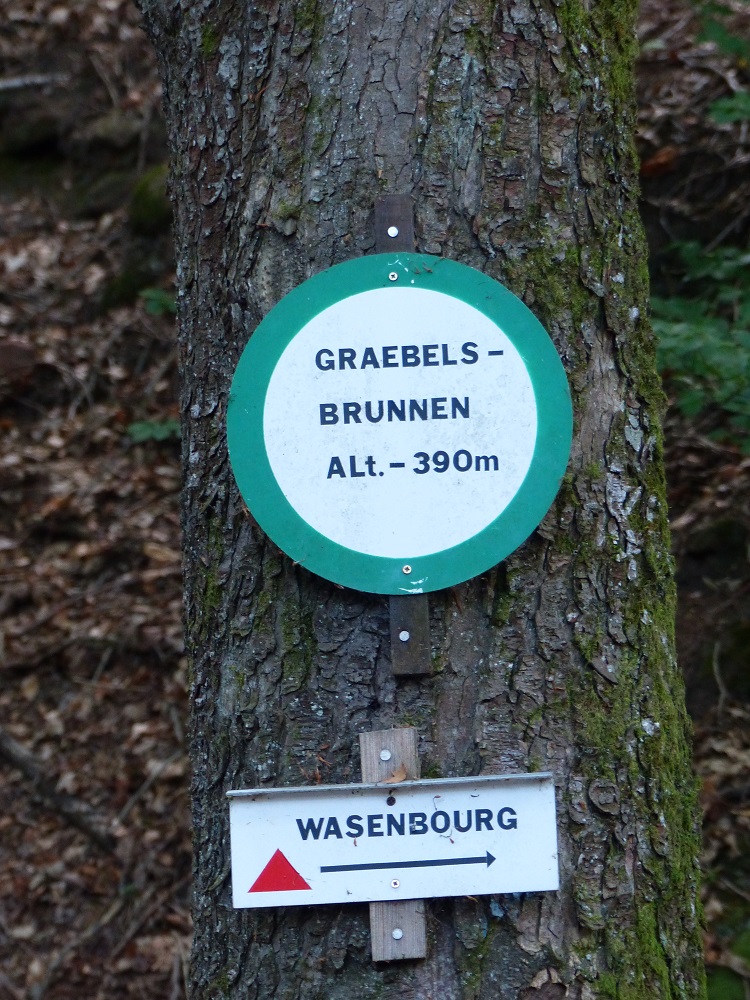 GRAEBELS -
BRUNNEN
ALt. - 390m
WASENBOURG